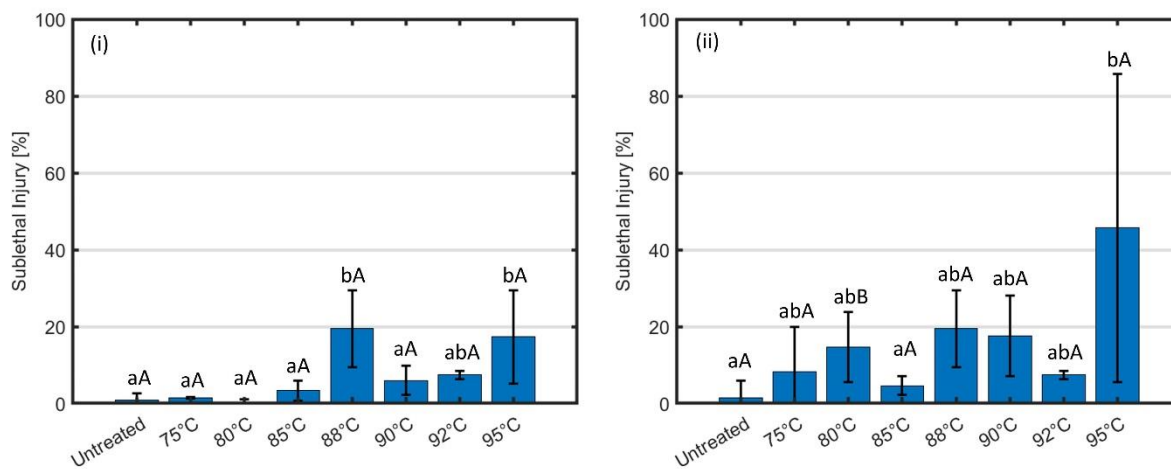 (i)
Sublethal Injury [%]
100
80
60
40
20
0
aA aA aA aA bA aA abA bA
Untreated 75°C 80°C 85°C 88°C 90°C 92°C 95°C
(ii)
Sublethal Injury [%]
100
80
60
40
20
0
aA abA abB aA abA abA abA bA
Untreated 75°C 80°C 85°C 88°C 90°C 92°C 95°C